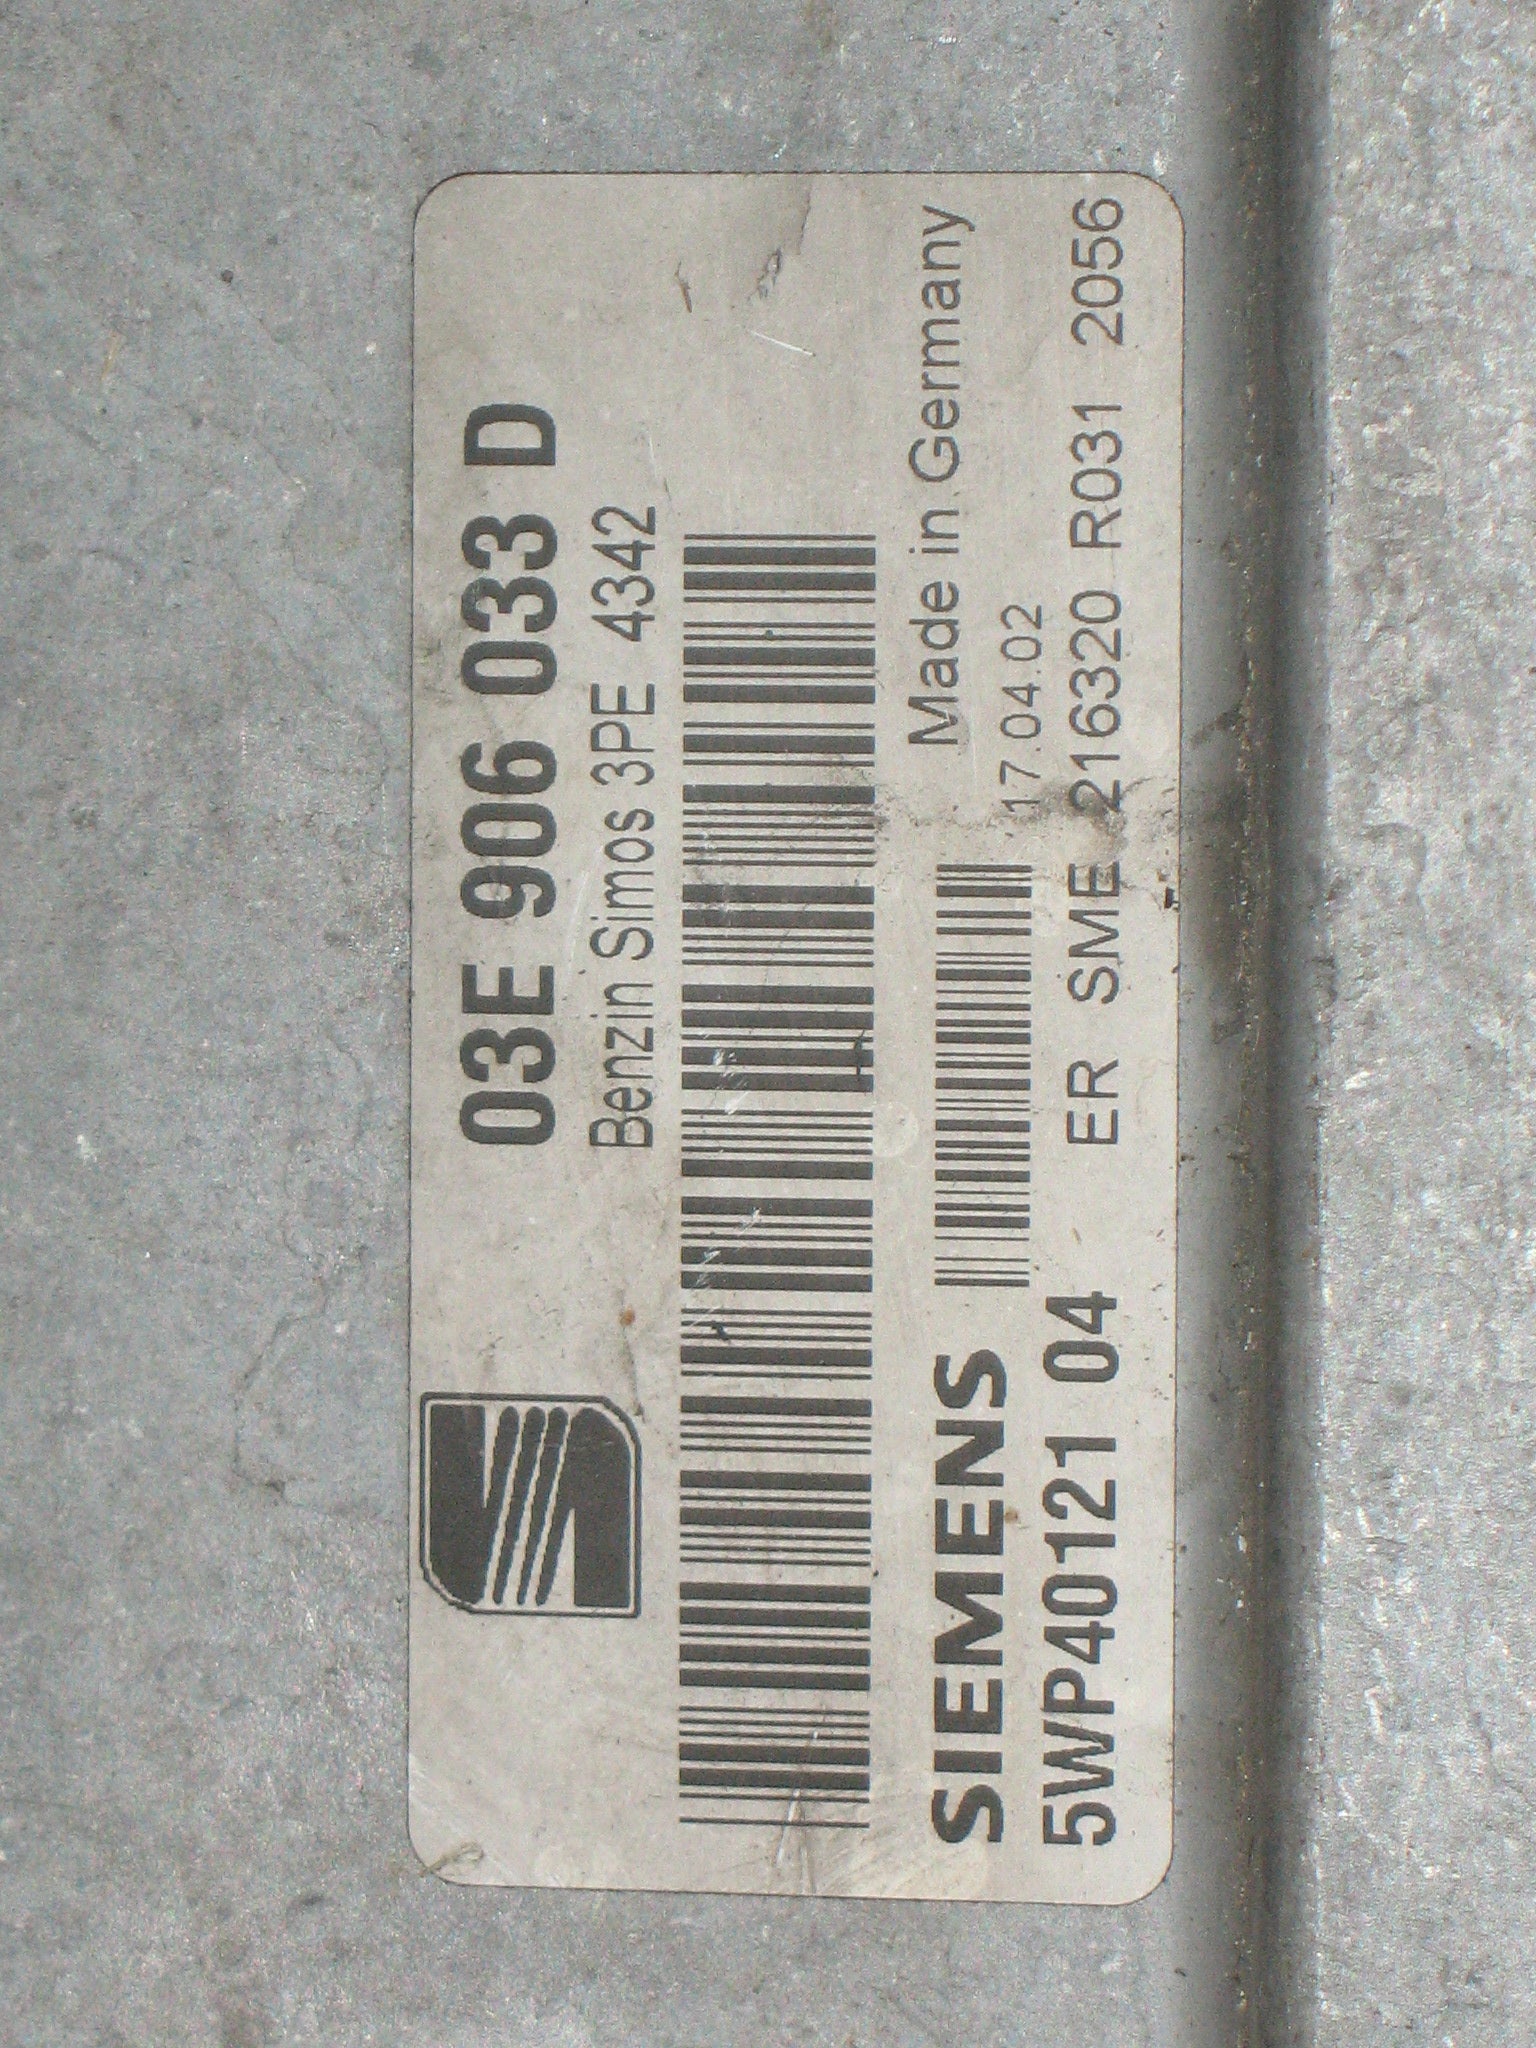 03E 906 033 D
Benzin Simos 3PE 4342
SIEMENS
Made in Germany
17.04.02
5WP40121 04
ER SME 216320 R031 2056